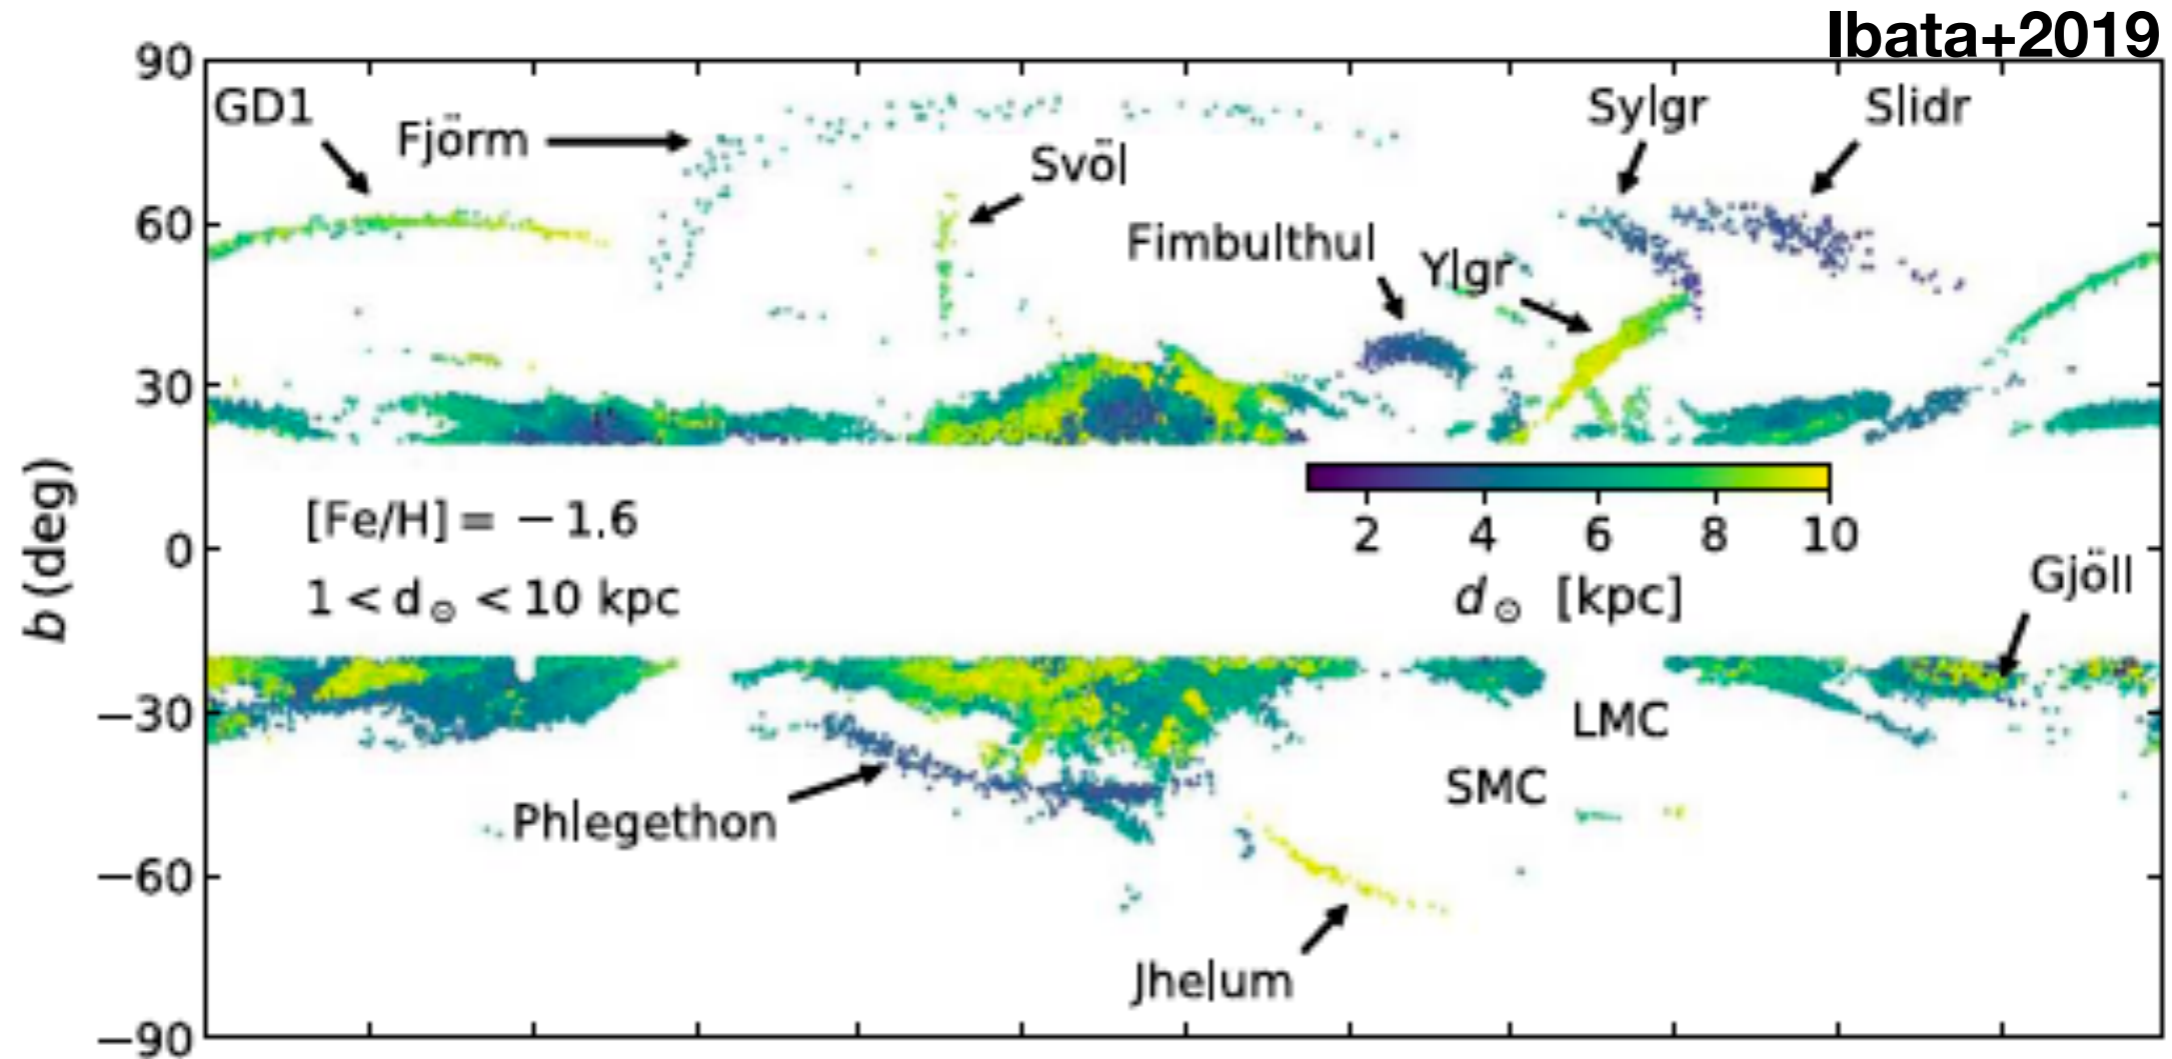 Ibata+2019
90
GD1
Fjörm
Sylgr
Slidr
Svöl
60
Fimbulthul
Ylgr
30
[Fe/H] = −1.6
2 4 6 8 10
0
1 < d☉ < 10 kpc
d☉ [kpc]
Gjöll
b (deg)
−30
LMC
SMC
Phlegethon
−60
Jhelum
−90